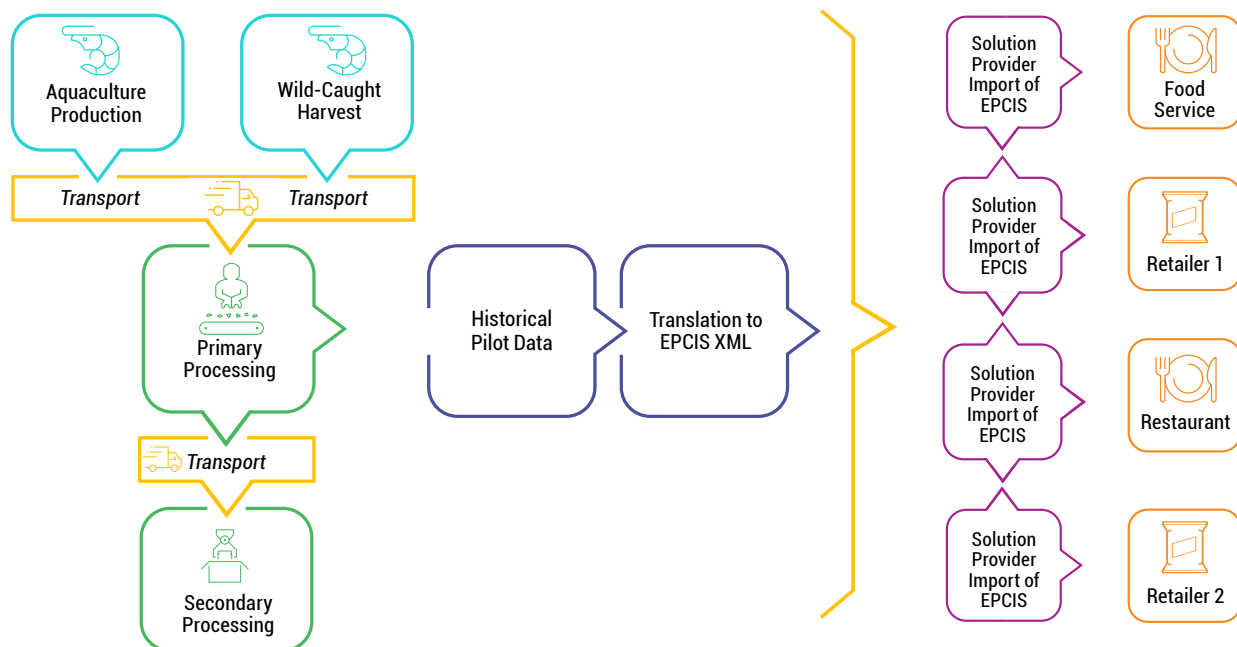 Aquaculture
Production
Wild-Caught
Harvest
Transport
Transport
Primary
Processing
Transport
Secondary
Processing
Historical
Pilot Data
Translation to
EPCIS XML
Solution
Provider
Import of
EPCIS
Food
Service
Solution
Provider
Import of
EPCIS
Retailer 1
Solution
Provider
Import of
EPCIS
Restaurant
Solution
Provider
Import of
EPCIS
Retailer 2